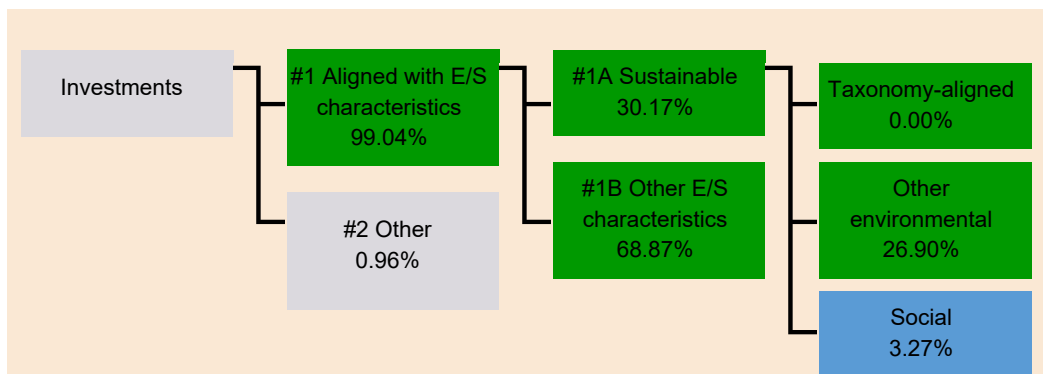 Investments
#1 Aligned with E/S
characteristics
99.04%
#2 Other
0.96%
#1A Sustainable
30.17%
#1B Other E/S
characteristics
68.87%
Taxonomy-aligned
0.00%
Other
environmental
26.90%
Social
3.27%